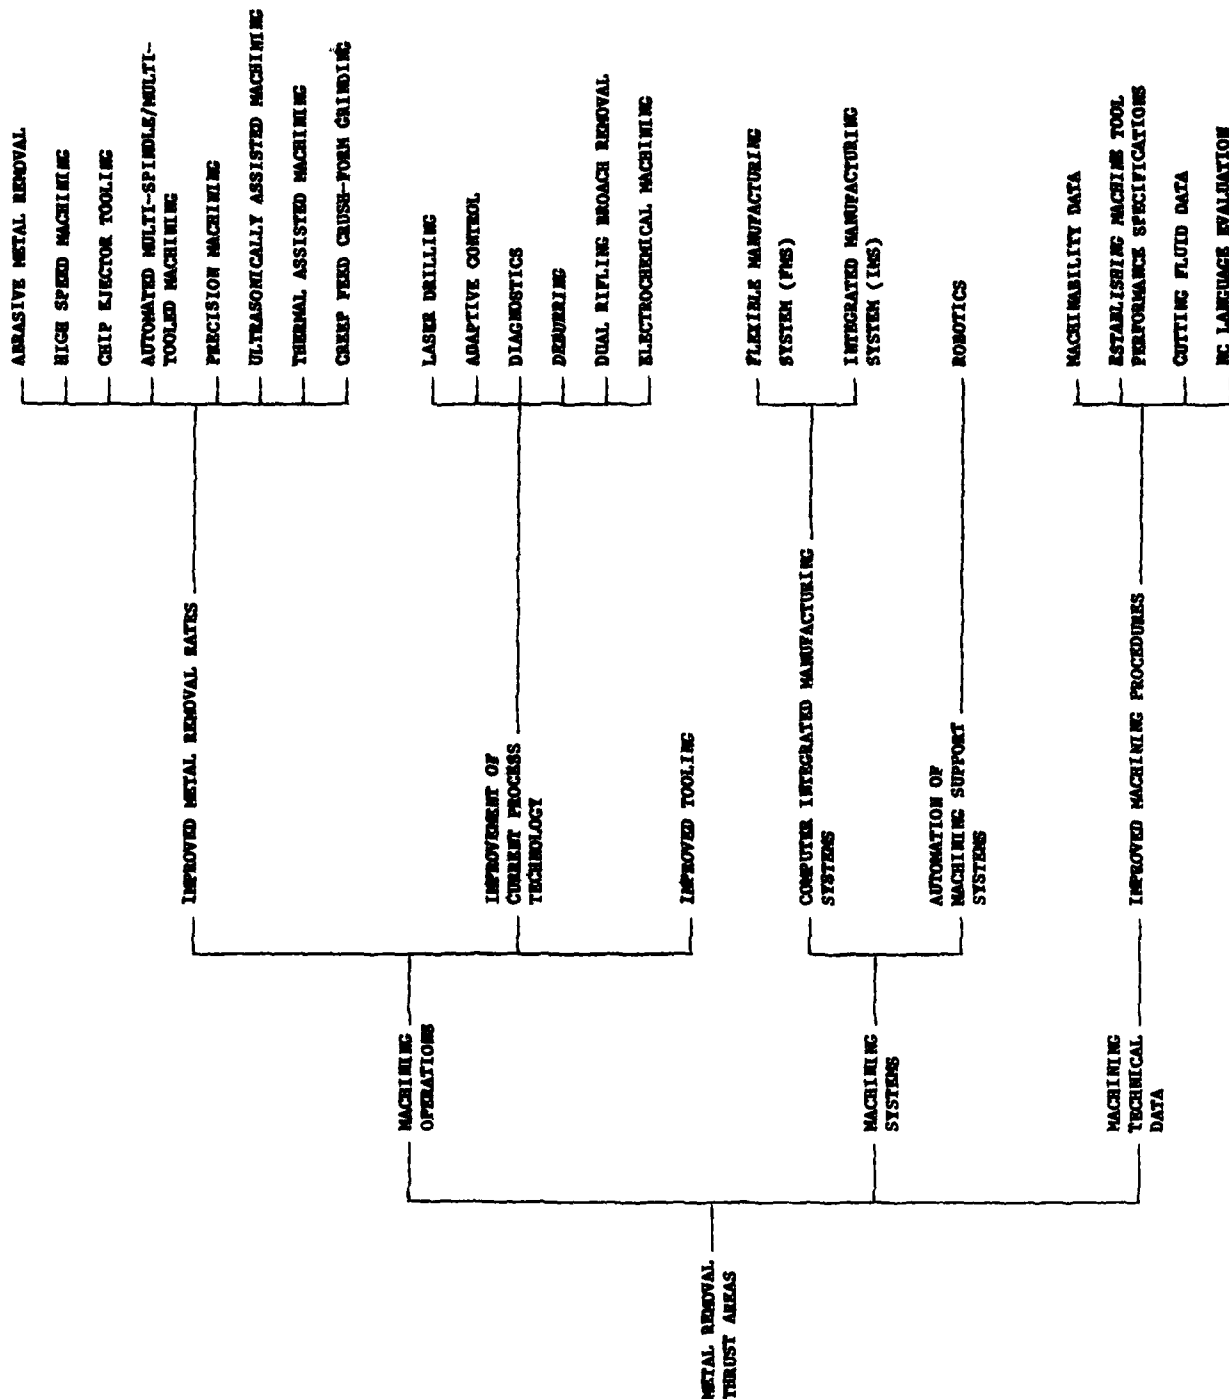 METAL REMOVAL
THRUST AREAS
MACHINING
OPERATIONS
MACHINING
SYSTEMS
MACHINING
TECHNICAL
DATA
IMPROVED METAL REMOVAL RATES
IMPROVEMENT OF
CURRENT PROCESS
TECHNOLOGY
IMPROVED TOOLING
COMPUTER INTEGRATED MANUFACTURING
SYSTEMS
AUTOMATION OF
MACHINING SUPPORT
SYSTEMS
IMPROVED MACHINING PROCEDURES
ABRASIVE METAL REMOVAL
HIGH SPEED MACHINING
CHIP EJECTOR TOOLING
AUTOMATED MULTI-SPINDLE/MULTI-
TOOLED MACHINING
PRECISION MACHINING
ULTRASONICALLY ASSISTED MACHINING
THERMAL ASSISTED MACHINING
CREEP FEED CRUSH-FORM GRINDING
LASER DRILLING
ADAPTIVE CONTROL
DIAGNOSTICS
DEBURRING
DUAL RIFLING BROACH REMOVAL
ELECTROCHEMICAL MACHINING
FLEXIBLE MANUFACTURING
SYSTEM (FMS)
INTEGRATED MANUFACTURING
SYSTEM (IMS)
ROBOTICS
MACHINABILITY DATA
ESTABLISHING MACHINE TOOL
PERFORMANCE SPECIFICATIONS
CUTTING FLUID DATA
NC LANGUAGE EVALUATION